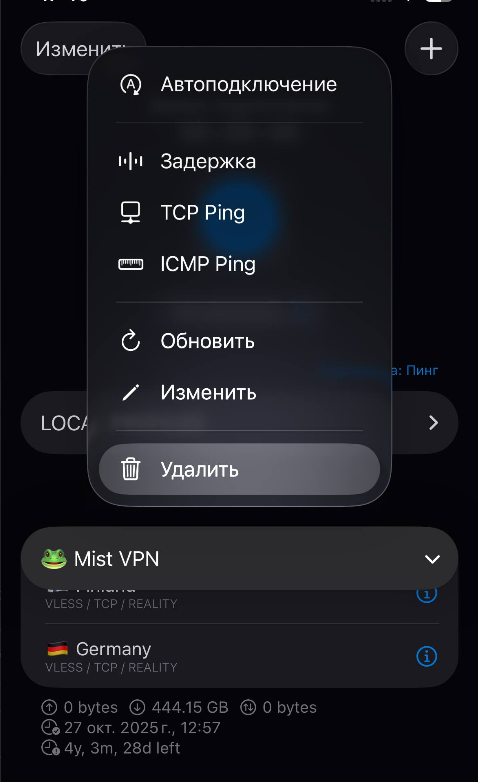 Изменить
Автоподключение
Задержка
TCP Ping
ICMP Ping
Обновить
Изменить
а: Пинг
LOCA
Удалить
🐸 Mist VPN
Finland
VLESS / TCP / REALITY
🇩🇪 Germany
VLESS / TCP / REALITY
0 bytes 444.15 GB 0 bytes
27 окт. 2025 г., 12:57
4y, 3m, 28d left